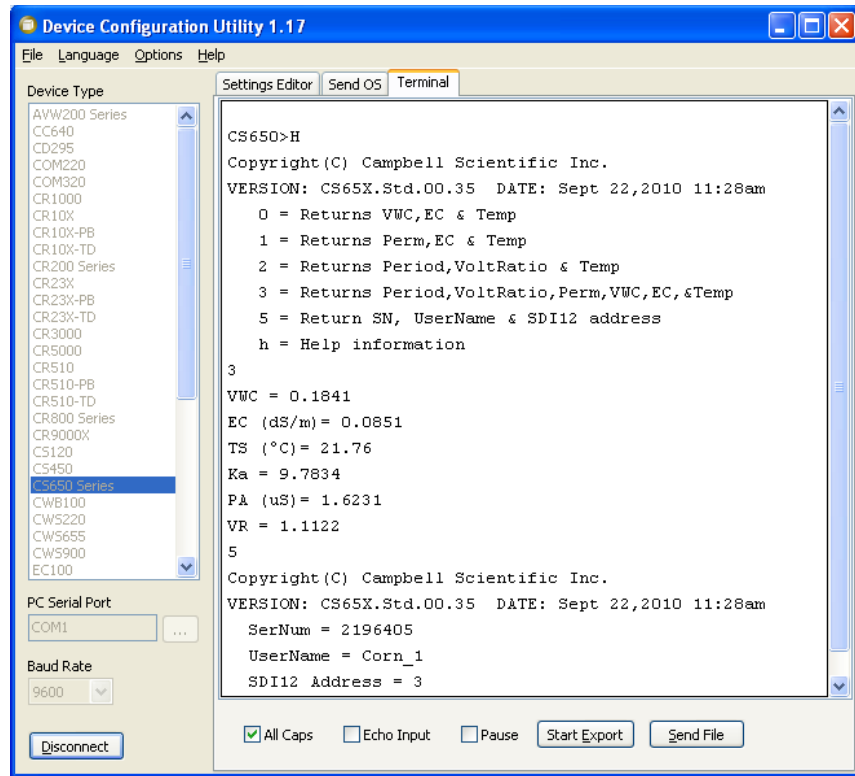 Device Configuration Utility 1.17
File Language Options Help
Device Type
AVW200 Series
CC640
CD295
COM220
COM320
CR1000
CR10X
CR10X-PB
CR10X-TD
CR200 Series
CR23X
CR23X-PB
CR23X-TD
CR3000
CR5000
CR510
CR510-PB
CR510-TD
CR800 Series
CR9000X
CS120
CS450
CS650 Series
CWB100
CWS220
CWS655
CWS900
EC100
PC Serial Port
COM1
...
Baud Rate
9600
Disconnect
Settings Editor Send OS Terminal
CS650>H
Copyright(C) Campbell Scientific Inc.
VERSION: CS65X.Std.00.35 DATE: Sept 22,2010 11:28am
0 = Returns VWC,EC & Temp
1 = Returns Perm,EC & Temp
2 = Returns Period,VoltRatio & Temp
3 = Returns Period,VoltRatio,Perm,VWC,EC,&Temp
5 = Return SN, UserName & SDI12 address
h = Help information
3
VWC = 0.1841
EC (dS/m)= 0.0851
TS (°C)= 21.76
Ka = 9.7834
PA (uS)= 1.6231
VR = 1.1122
5
Copyright(C) Campbell Scientific Inc.
VERSION: CS65X.Std.00.35 DATE: Sept 22,2010 11:28am
SerNum = 2196405
UserName = Corn_1
SDI12 Address = 3
All Caps Echo Input Pause Start Export Send File